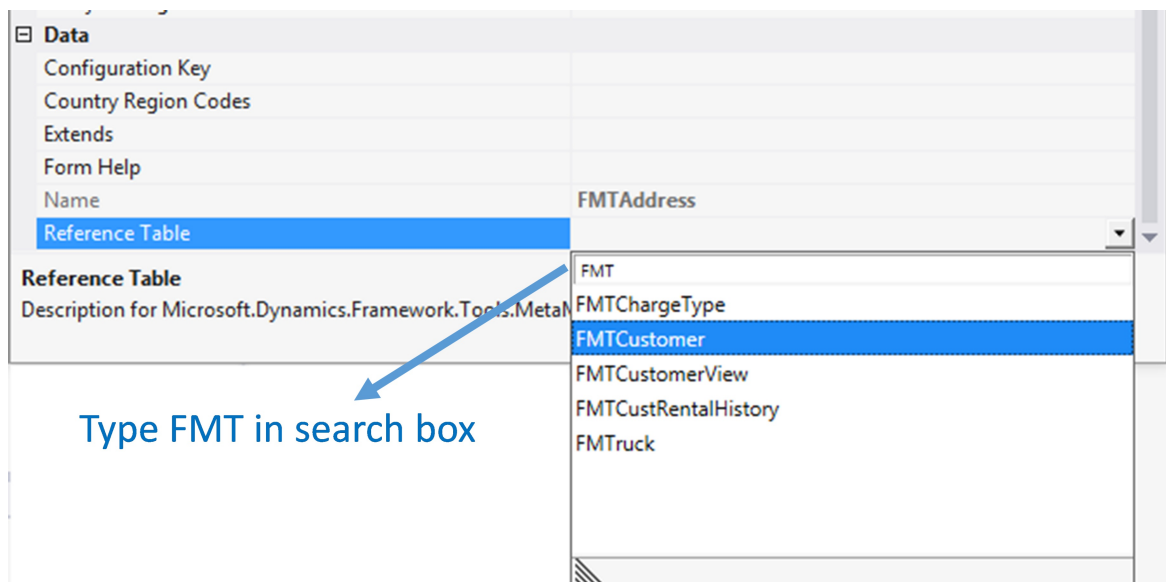 Data
Configuration Key
Country Region Codes
Extends
Form Help
Name FMTAddress
Reference Table
Reference Table
Description for Microsoft.Dynamics.Framework.Tools.Meta
FMT
FMTChargeType
FMTCustomer
FMTCustomerView
FMTCustRentalHistory
FMTruck
Type FMT in search box